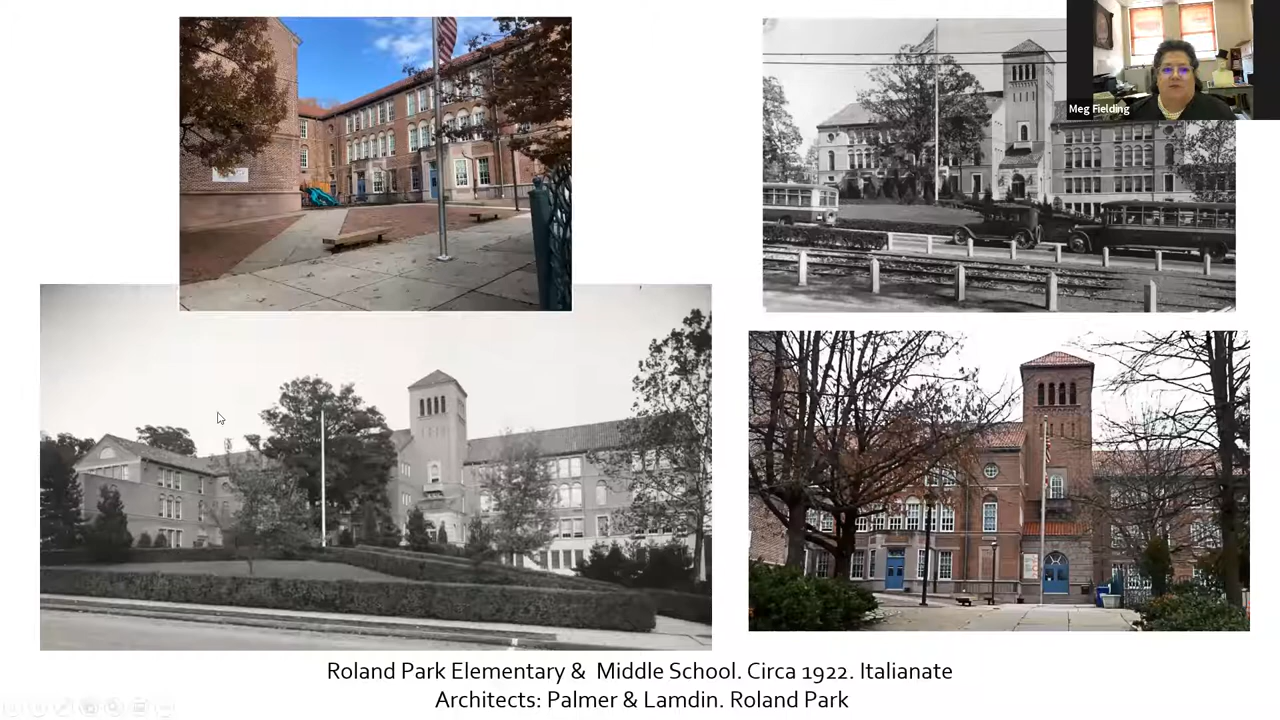 Meg Fielding
Roland Park Elementary &  Middle School. Circa 1922. Italianate
Architects: Palmer & Lamdin. Roland Park